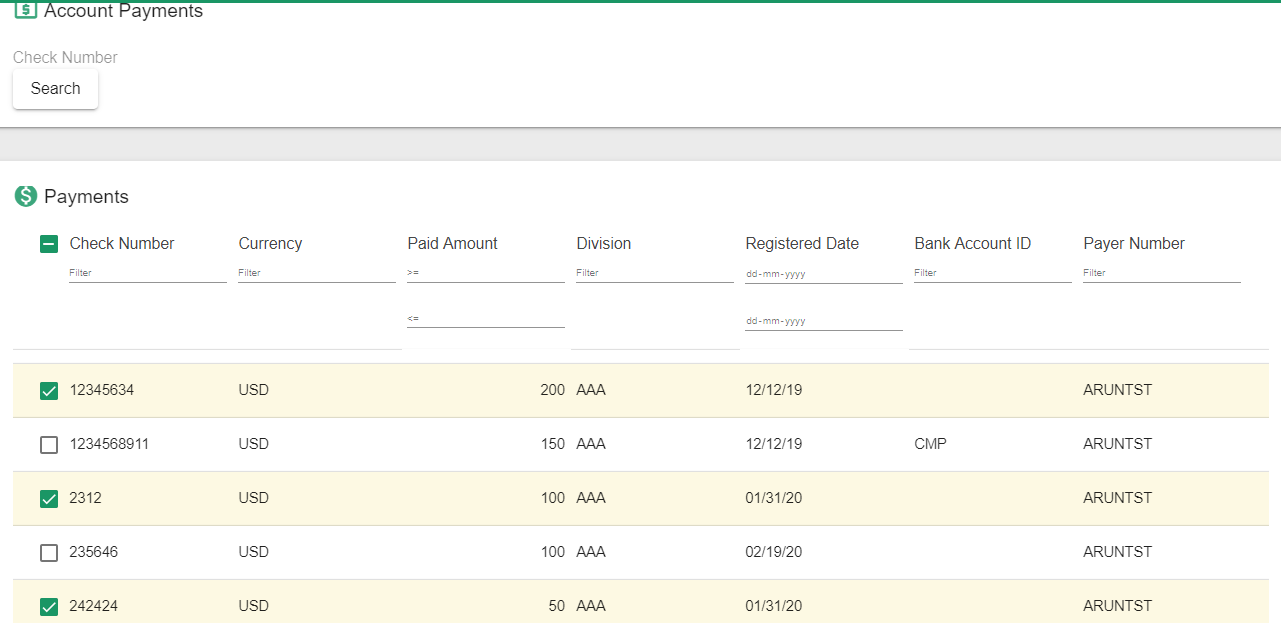 Account Payments
Check Number
Search
Payments
Check Number Currency Paid Amount Division Registered Date Bank Account ID Payer Number
Filter Filter >= Filter dd-mm-yyyy Filter Filter
<= dd-mm-yyyy
12345634 USD 200 AAA 12/12/19 ARUNTST
1234568911 USD 150 AAA 12/12/19 CMP ARUNTST
2312 USD 100 AAA 01/31/20 ARUNTST
235646 USD 100 AAA 02/19/20 ARUNTST
242424 USD 50 AAA 01/31/20 ARUNTST